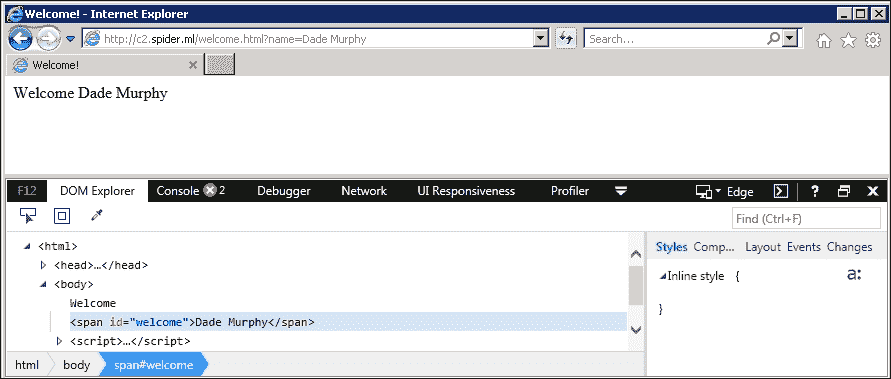 Welcome! - Internet Explorer
http://c2.spider.ml/welcome.html?name=Dade Murphy
Search...
Welcome!
Welcome Dade Murphy
F12 DOM Explorer Console 2 Debugger Network UI Responsiveness Profiler Edge ?
Find (Ctrl+F)
<html>
<head>…</head>
<body>
Welcome
<span id="welcome">Dade Murphy</span>
<script>…</script>
html body span#welcome
Styles Comp... Layout Events Changes
Inline style {
a:
}